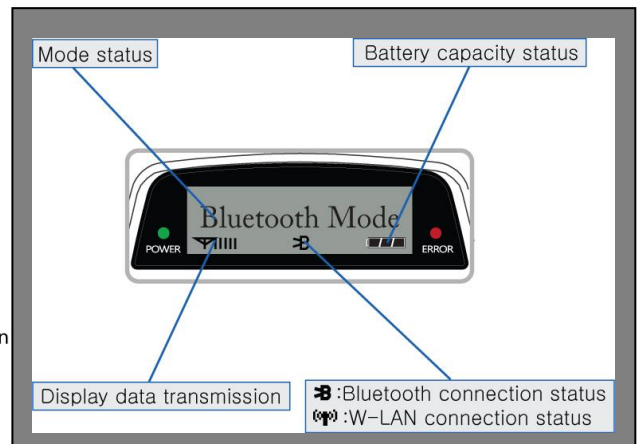 Mode status
Battery capacity status
Bluetooth Mode
POWER
ERROR
n
Display data transmission
:Bluetooth connection status
:W-LAN connection status